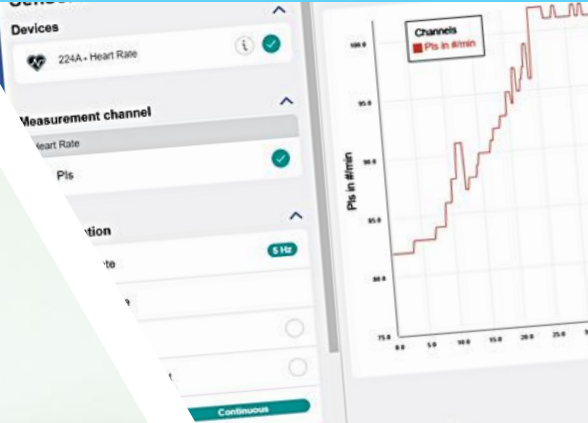 Devices
224A - Heart Rate
i
Measurement channel
Heart Rate
Pls
5 Hz
Continuous
Channels
Pls in #/min
Pls in #/min
100.0
95.0
90.0
85.0
80.0
75.0
0.0
5.0
10.0
15.0
20.0
25.0